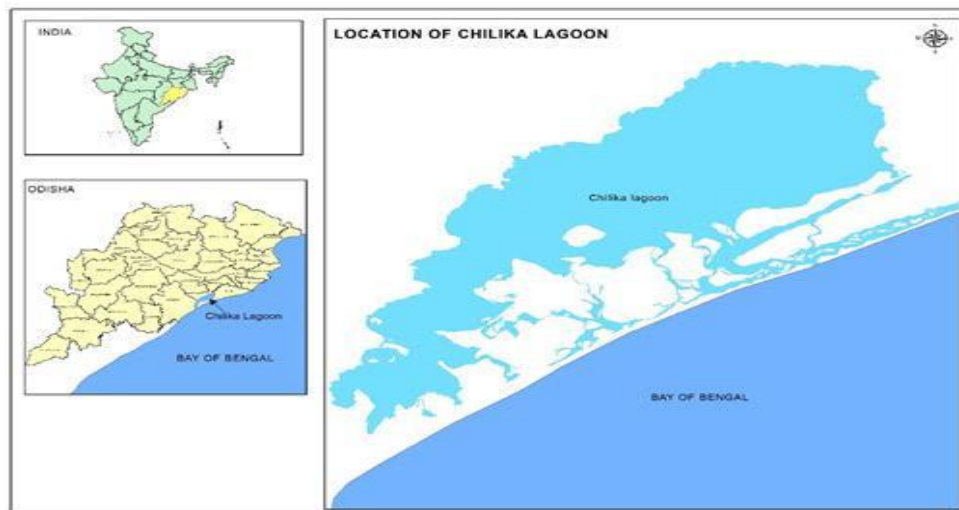 INDIA
LOCATION OF CHILIKA LAGOON
ODISHA
Chilika lagoon
Chilika Lagoon
BAY OF BENGAL
BAY OF BENGAL